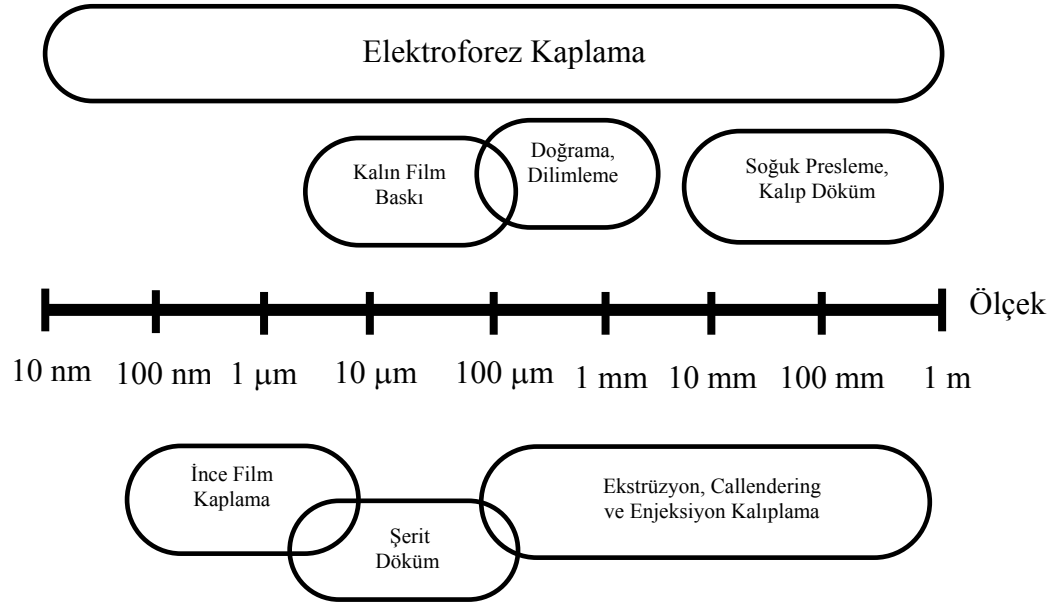 Elektroforez Kaplama
Kalın Film
Baskı
Doğrama,
Dilimleme
Soğuk Presleme,
Kalıp Döküm
Ölçek
10 nm 100 nm 1 μm 10 μm 100 μm 1 mm 10 mm 100 mm 1 m
İnce Film
Kaplama
Şerit
Döküm
Ekstrüzyon, Callendering
ve Enjeksiyon Kalıplama